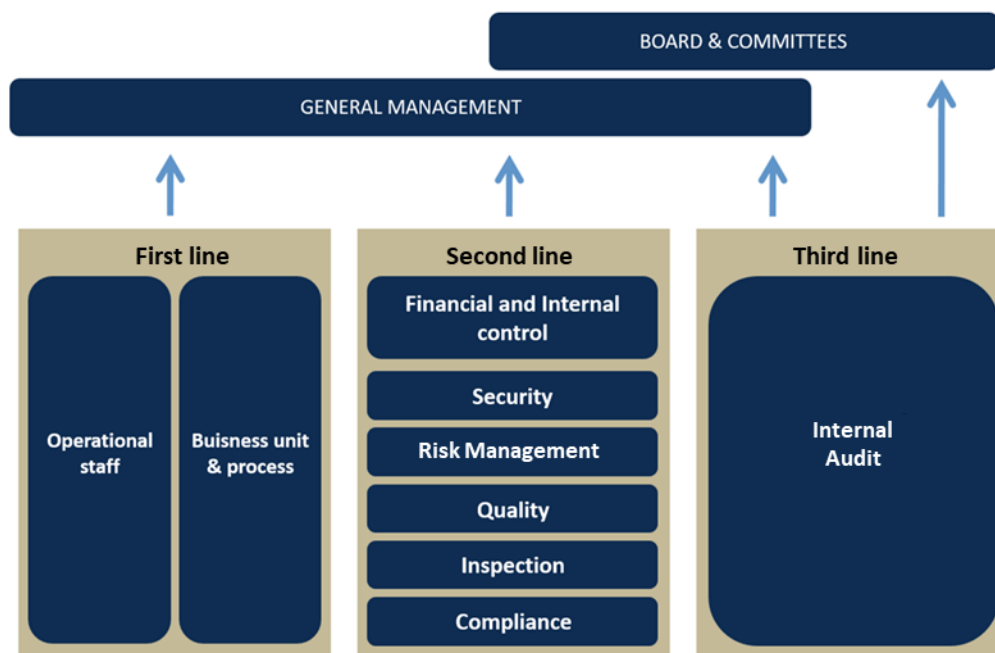 BOARD & COMMITTEES
GENERAL MANAGEMENT
First line
Second line
Third line
Operational
staff
Buisness unit
& process
Financial and Internal
control
Security
Risk Management
Quality
Inspection
Compliance
Internal
Audit